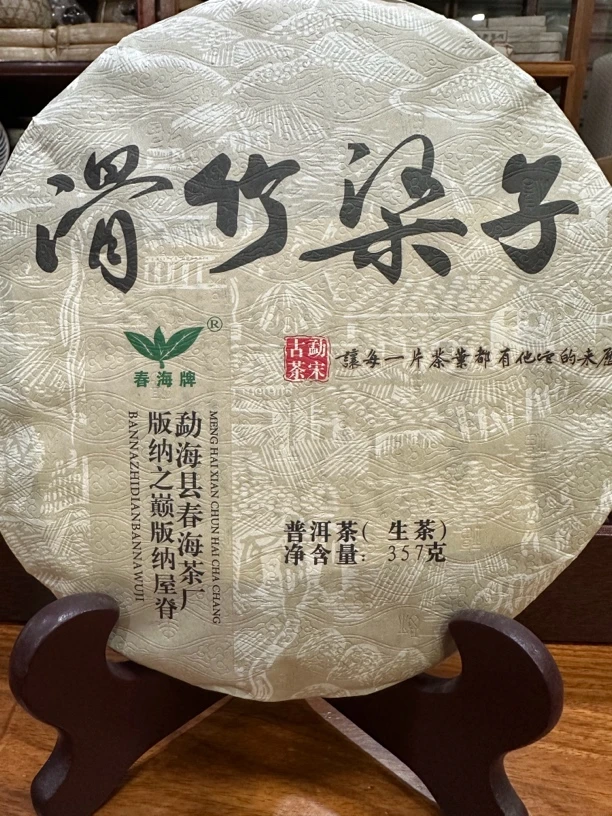 滑竹梁子
®
春海牌
勐宋
古茶
讓每一片茶葉都有他的来
MENG HAI XIAN CHUN HAI CHA CHANG
勐海县春海茶厂
版纳之巅版纳屋脊
BANNAZHIDIANBANNAWUJI
普洱茶( 生茶)
净含量: 357克